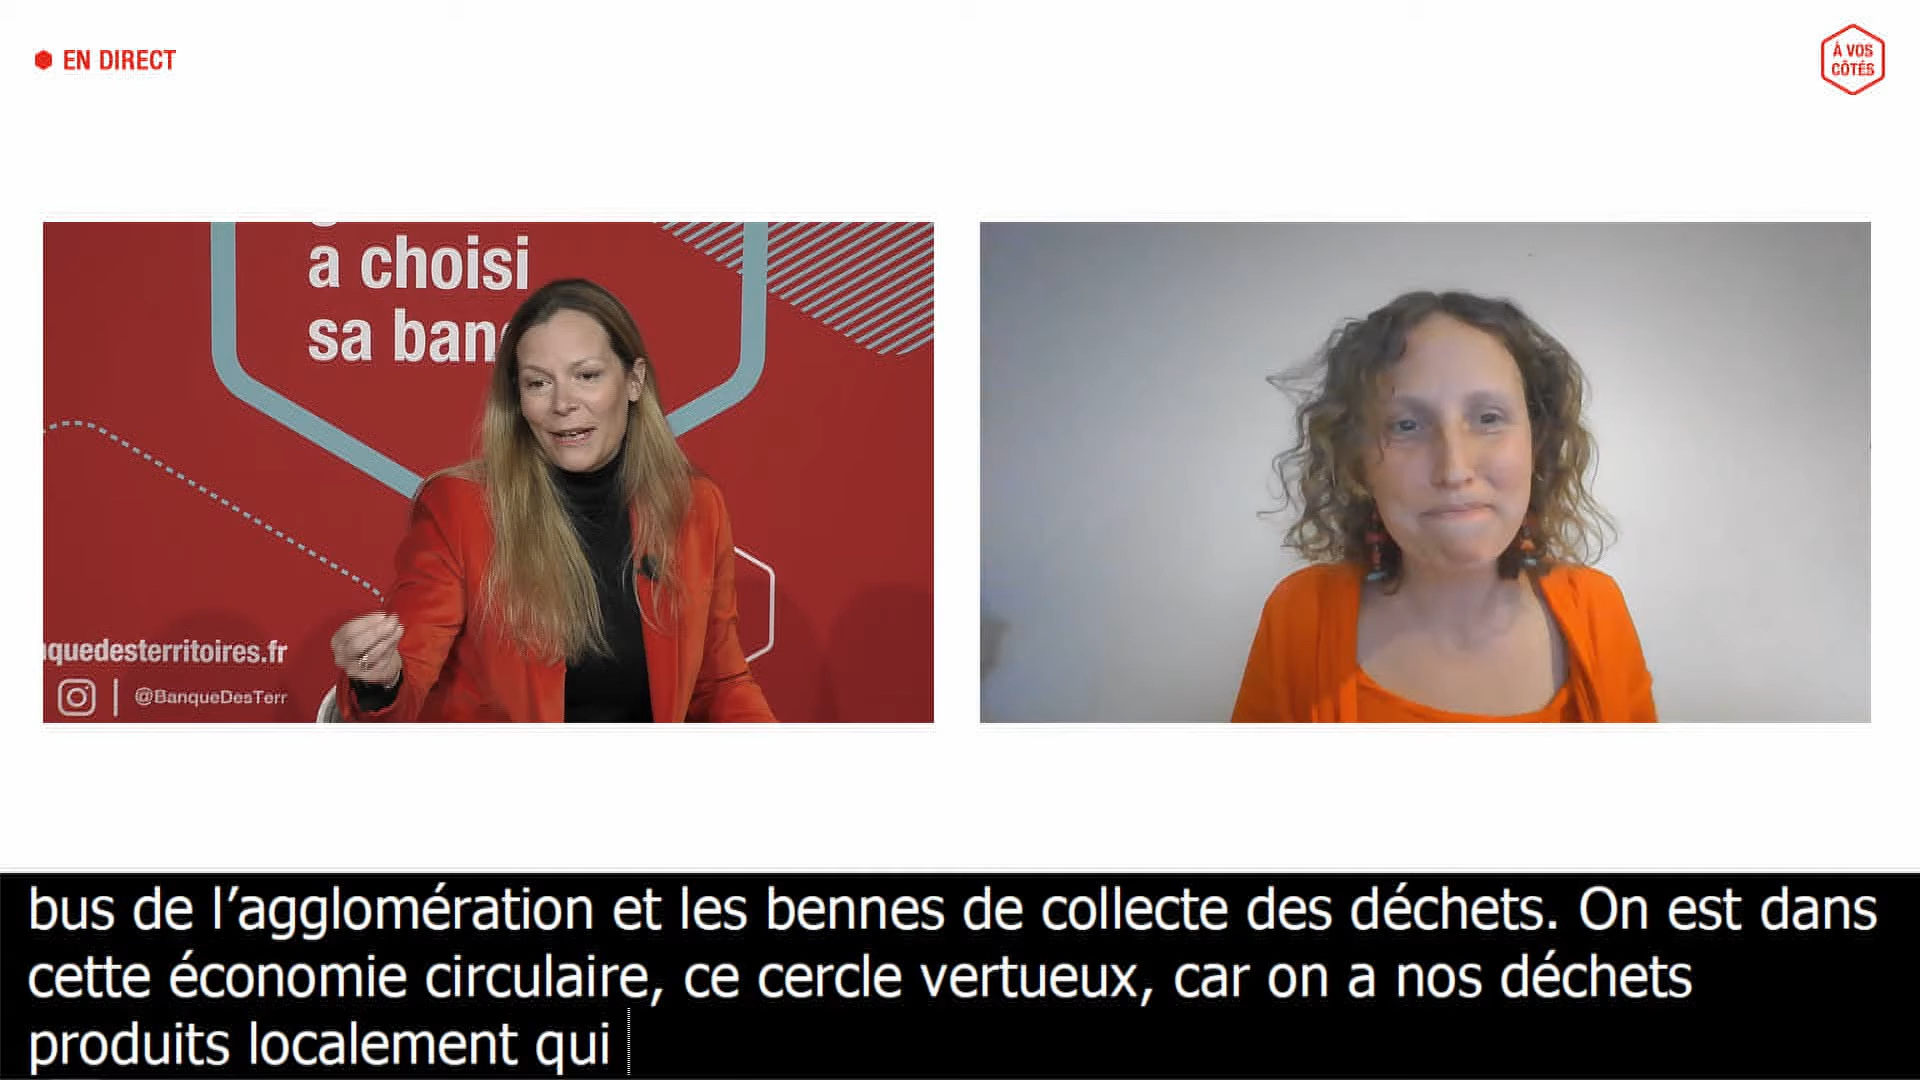 EN DIRECT
À VOS
CÔTÉS
a choisi
sa ban
quedesterritoires.fr
@BanqueDesTerr
bus de l’agglomération et les bennes de collecte des déchets. On est dans
cette économie circulaire, ce cercle vertueux, car on a nos déchets
produits localement qui